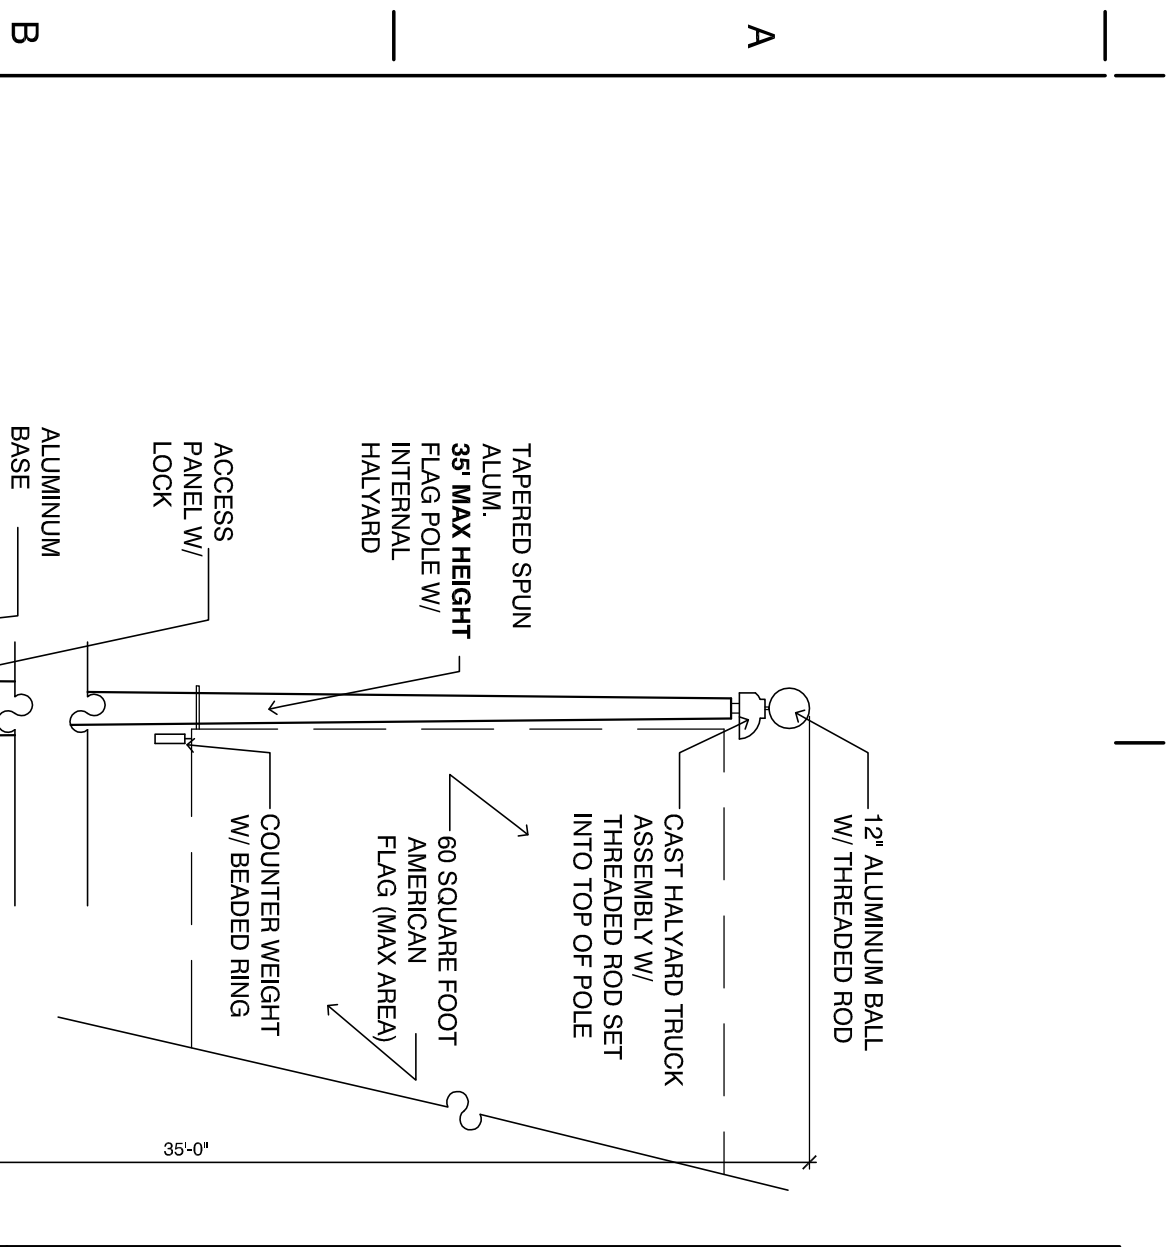 A
B
12" ALUMINUM BALL
W/ THREADED ROD
CAST HALYARD TRUCK
ASSEMBLY W/
THREADED ROD SET
INTO TOP OF POLE
TAPERED SPUN
ALUM.
35' MAX HEIGHT
FLAG POLE W/
INTERNAL
HALYARD
60 SQUARE FOOT
AMERICAN
FLAG (MAX AREA)
COUNTER WEIGHT
W/ BEADED RING
ACCESS
PANEL W/
LOCK
ALUMINUM
BASE
35'-0"